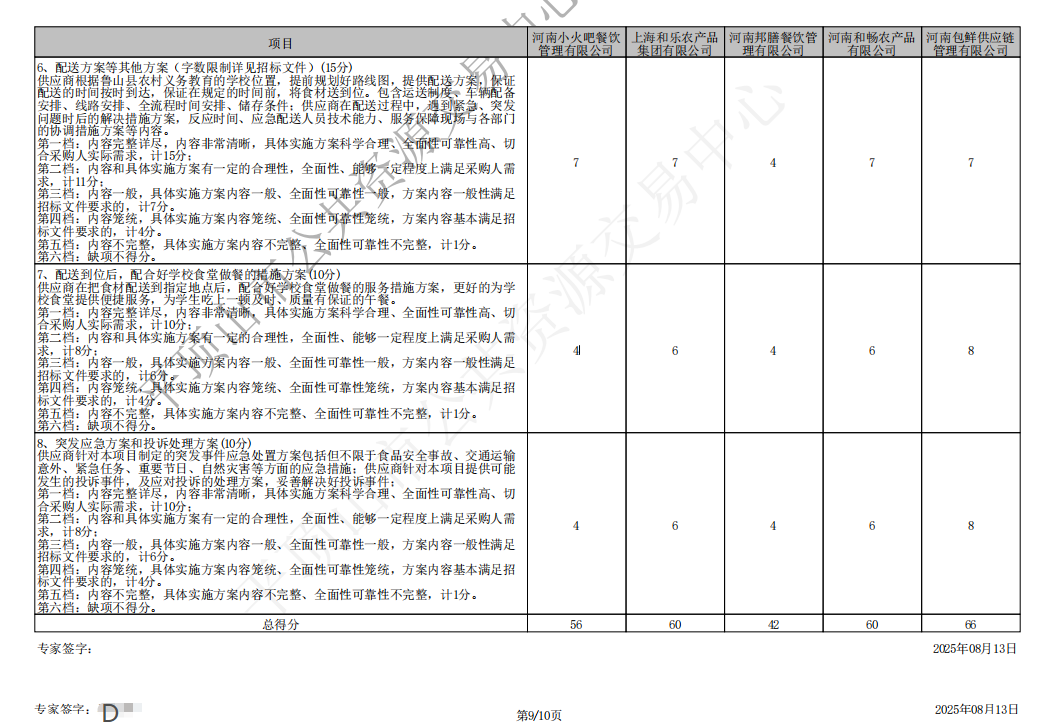 项目
河南小火吧餐饮管理有限公司
上海和乐农产品集团有限公司
河南邦膳餐饮管理有限公司
河南和畅农产品有限公司
河南包鲜供应链管理有限公司
6、配送方案等其他方案（字数限制详见招标文件）(15分)
供应商根据鲁山县农村义务教育的学校位置，提前规划好路线图，提供配送方案，保证
配送的时间按时到达，保证在规定的时间前，将食材送到位。包含运送制度、车辆配备
安排、线路安排、全流程时间安排、储存条件；供应商在配送过程中，遇到紧急、突发
问题时后的解决措施方案，反应时间、应急配送人员技术能力、服务保障现场与各部门
的协调措施方案等内容。
第一档：内容完整详尽，内容非常清晰，具体实施方案科学合理、全面性可靠性高、切
合采购人实际需求，计15分；
第二档：内容和具体实施方案有一定的合理性，全面性、能够一定程度上满足采购人需
求，计11分；
第三档：内容一般，具体实施方案内容一般、全面性可靠性一般，方案内容一般性满足
招标文件要求的，计7分。
第四档：内容笼统，具体实施方案内容笼统、全面性可靠性笼统，方案内容基本满足招
标文件要求的，计4分。
第五档：内容不完整，具体实施方案内容不完整、全面性可靠性不完整，计1分。
第六档：缺项不得分。
7 7 4 7 7
7、配送到位后，配合好学校食堂做餐的措施方案(10分)
供应商在把食材配送到指定地点后，配合好学校食堂做餐的服务措施方案，更好的为学
校食堂提供便捷服务，为学生吃上一顿及时、质量有保证的午餐。
第一档：内容完整详尽，内容非常清晰，具体实施方案科学合理、全面性可靠性高、切
合采购人实际需求，计10分；
第二档：内容和具体实施方案有一定的合理性，全面性、能够一定程度上满足采购人需
求，计8分；
第三档：内容一般，具体实施方案内容一般、全面性可靠性一般，方案内容一般性满足
招标文件要求的，计6分。
第四档：内容笼统，具体实施方案内容笼统、全面性可靠性笼统，方案内容基本满足招
标文件要求的，计4分。
第五档：内容不完整，具体实施方案内容不完整、全面性可靠性不完整，计1分。
第六档：缺项不得分。
4 6 4 6 8
8、突发应急方案和投诉处理方案(10分)
供应商针对本项目制定的突发事件应急处置方案包括但不限于食品安全事故、交通运输
意外、紧急任务、重要节日、自然灾害等方面的应急措施；供应商针对本项目提供可能
发生的投诉事件，及应对投诉的处理方案，妥善解决好投诉事件；
第一档：内容完整详尽，内容非常清晰，具体实施方案科学合理、全面性可靠性高、切
合采购人实际需求，计10分；
第二档：内容和具体实施方案有一定的合理性，全面性、能够一定程度上满足采购人需
求，计8分；
第三档：内容一般，具体实施方案内容一般、全面性可靠性一般，方案内容一般性满足
招标文件要求的，计6分。
第四档：内容笼统，具体实施方案内容笼统、全面性可靠性笼统，方案内容基本满足招
标文件要求的，计4分。
第五档：内容不完整，具体实施方案内容不完整、全面性可靠性不完整，计1分。
第六档：缺项不得分。
4 6 4 6 8
总得分 56 60 42 60 66
专家签字： 2025年08月13日
专家签字： D 2025年08月13日
第9/10页
平顶山市公共资源交易中心
平顶山市公共资源交易中心